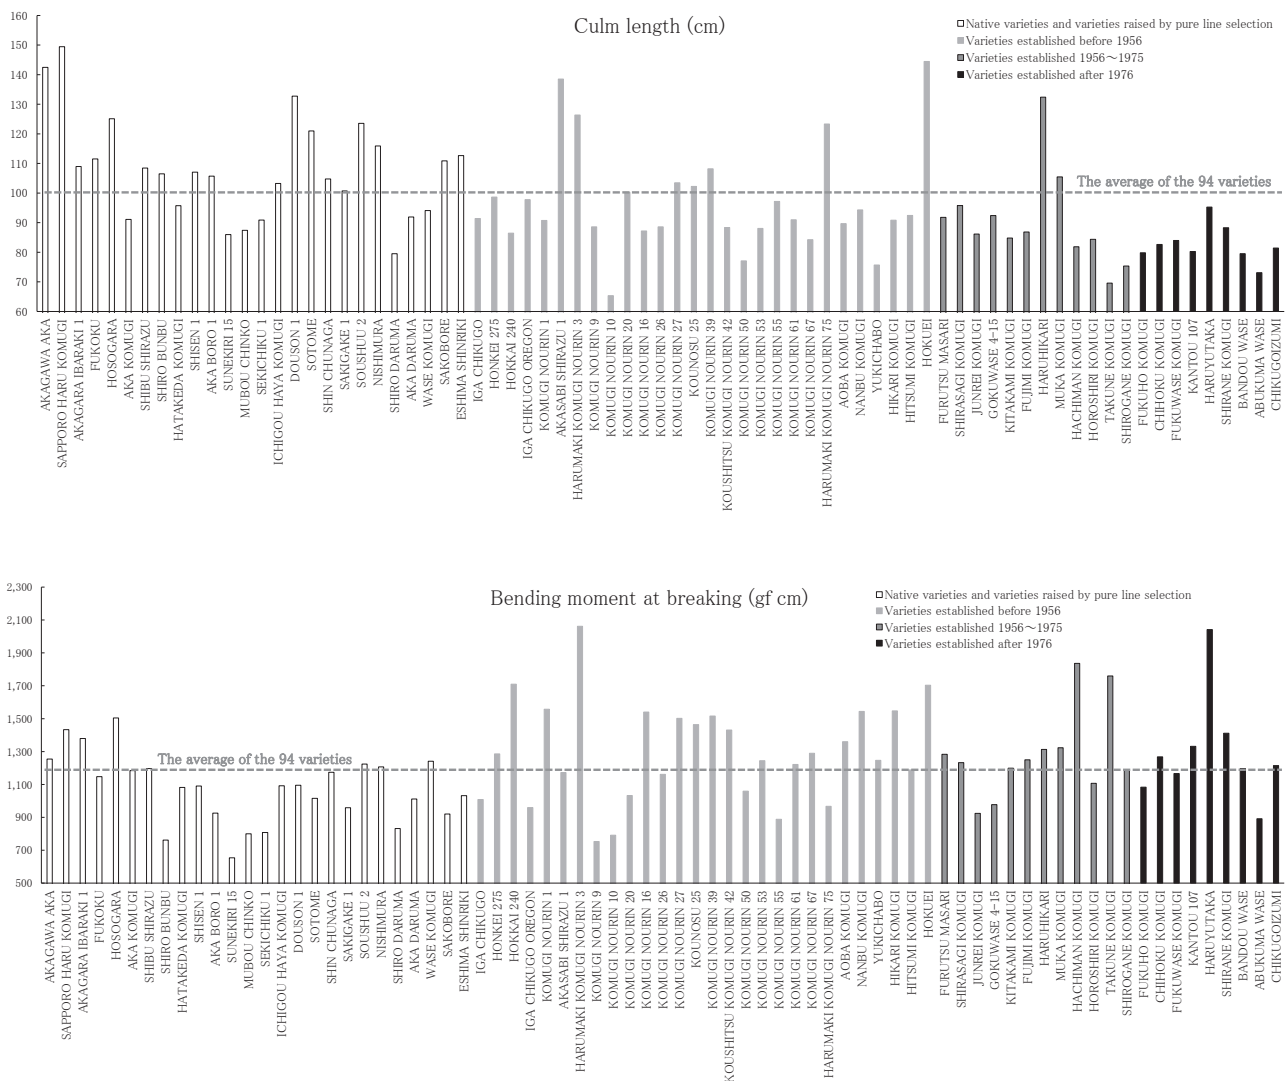 Culm length (cm)
Native varieties and varieties raised by pure line selection
Varieties established before 1956
Varieties established 1956～1975
Varieties established after 1976
160
150
140
130
120
110
100
90
80
70
60
The average of the 94 varieties
AKAGAWA AKA
SAPPORO HARU KOMUGI
AKAGARA IBARAKI 1
FUKOKU
HOSOGARA
AKA KOMUGI
SHIBU SHIRAZU
SHIRO BUNBU
HATAKEDA KOMUGI
SHISEN 1
AKA BORO 1
SUNEKIRI 15
MUBOU CHINKO
SEKICHIKU 1
ICHIGOU HAYA KOMUGI
DOUSON 1
SOTOME
SHIN CHUNAGA
SAKIGAKE 1
SOUSHUU 2
NISHIMURA
SHIRO DARUMA
AKA DARUMA
WASE KOMUGI
SAKOBORE
ESHIMA SHINRIKI
IGA CHIKUGO
HONKEI 275
HOKKAI 240
IGA CHIKUGO OREGON
KOMUGI NOURIN 1
AKASABI SHIRAZU 1
HARUMAKI KOMUGI NOURIN 3
KOMUGI NOURIN 9
KOMUGI NOURIN 10
KOMUGI NOURIN 20
KOMUGI NOURIN 16
KOMUGI NOURIN 26
KOMUGI NOURIN 27
KOUNOSU 25
KOMUGI NOURIN 39
KOUSHITSU KOMUGI NOURIN 42
KOMUGI NOURIN 50
KOMUGI NOURIN 53
KOMUGI NOURIN 55
KOMUGI NOURIN 61
KOMUGI NOURIN 67
HARUMAKI KOMUGI NOURIN 75
AOBA KOMUGI
NANBU KOMUGI
YUKICHABO
HIKARI KOMUGI
HITSUMI KOMUGI
HOKUEI
FURUTSU MASARI
SHIRASAGI KOMUGI
JUNREI KOMUGI
GOKUWASE 4-15
KITAKAMI KOMUGI
FUJIMI KOMUGI
HARUHIKARI
MUKA KOMUGI
HACHIMAN KOMUGI
HOROSHIRI KOMUGI
TAKUNE KOMUGI
SHIROGANE KOMUGI
FUKUHO KOMUGI
CHIHOKU KOMUGI
FUKUWASE KOMUGI
KANTOU 107
HARUYUTAKA
SHIRANE KOMUGI
BANDOU WASE
ABUKUMA WASE
CHIKUGOIZUMI
Bending moment at breaking (gf cm)
Native varieties and varieties raised by pure line selection
Varieties established before 1956
Varieties established 1956～1975
Varieties established after 1976
2,300
2,100
1,900
1,700
1,500
1,300
1,100
900
700
500
The average of the 94 varieties
AKAGAWA AKA
SAPPORO HARU KOMUGI
AKAGARA IBARAKI 1
FUKOKU
HOSOGARA
AKA KOMUGI
SHIBU SHIRAZU
SHIRO BUNBU
HATAKEDA KOMUGI
SHISEN 1
AKA BORO 1
SUNEKIRI 15
MUBOU CHINKO
SEKICHIKU 1
ICHIGOU HAYA KOMUGI
DOUSON 1
SOTOME
SHIN CHUNAGA
SAKIGAKE 1
SOUSHUU 2
NISHIMURA
SHIRO DARUMA
AKA DARUMA
WASE KOMUGI
SAKOBORE
ESHIMA SHINRIKI
IGA CHIKUGO
HONKEI 275
HOKKAI 240
IGA CHIKUGO OREGON
KOMUGI NOURIN 1
AKASABI SHIRAZU 1
HARUMAKI KOMUGI NOURIN 3
KOMUGI NOURIN 9
KOMUGI NOURIN 10
KOMUGI NOURIN 20
KOMUGI NOURIN 16
KOMUGI NOURIN 26
KOMUGI NOURIN 27
KOUNOSU 25
KOMUGI NOURIN 39
KOUSHITSU KOMUGI NOURIN 42
KOMUGI NOURIN 50
KOMUGI NOURIN 53
KOMUGI NOURIN 55
KOMUGI NOURIN 61
KOMUGI NOURIN 67
HARUMAKI KOMUGI NOURIN 75
AOBA KOMUGI
NANBU KOMUGI
YUKICHABO
HIKARI KOMUGI
HITSUMI KOMUGI
HOKUEI
FURUTSU MASARI
SHIRASAGI KOMUGI
JUNREI KOMUGI
GOKUWASE 4-15
KITAKAMI KOMUGI
FUJIMI KOMUGI
HARUHIKARI
MUKA KOMUGI
HACHIMAN KOMUGI
HOROSHIRI KOMUGI
TAKUNE KOMUGI
SHIROGANE KOMUGI
FUKUHO KOMUGI
CHIHOKU KOMUGI
FUKUWASE KOMUGI
KANTOU 107
HARUYUTAKA
SHIRANE KOMUGI
BANDOU WASE
ABUKUMA WASE
CHIKUGOIZUMI